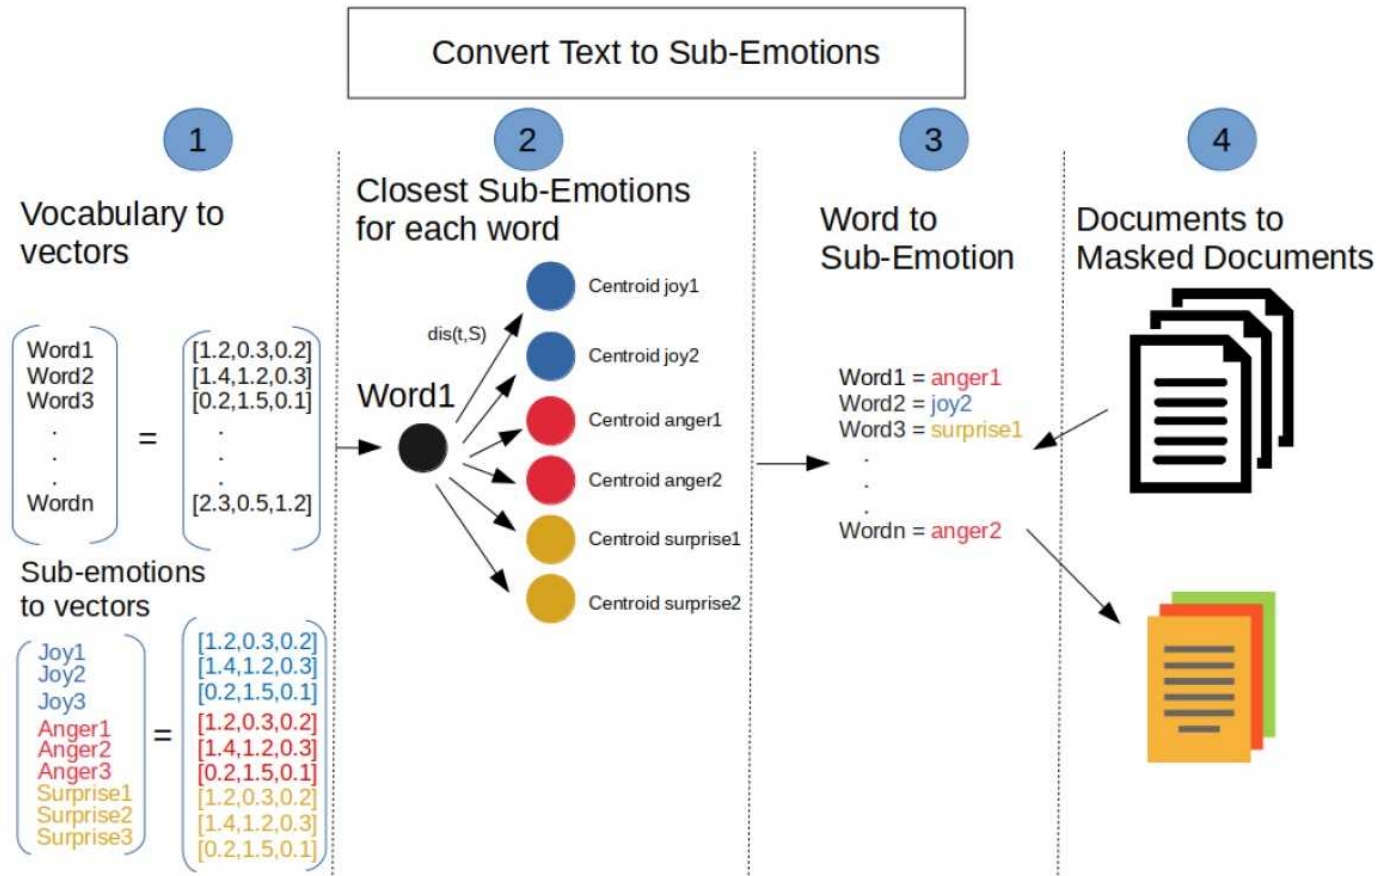 Convert Text to Sub-Emotions
1
Vocabulary to
vectors
Word1
Word2
Word3
.
.
.
Wordn
=
[1.2,0.3,0.2]
[1.4,1.2,0.3]
[0.2,1.5,0.1]
.
.
.
[2.3,0.5,1.2]
Sub-emotions
to vectors
Joy1
Joy2
Joy3
Anger1
Anger2
Anger3
Surprise1
Surprise2
Surprise3
=
[1.2,0.3,0.2]
[1.4,1.2,0.3]
[0.2,1.5,0.1]
[1.2,0.3,0.2]
[1.4,1.2,0.3]
[0.2,1.5,0.1]
[1.2,0.3,0.2]
[1.4,1.2,0.3]
[0.2,1.5,0.1]
2
Closest Sub-Emotions
for each word
dis(t,S)
Word1
Centroid joy1
Centroid joy2
Centroid anger1
Centroid anger2
Centroid surprise1
Centroid surprise2
3
Word to
Sub-Emotion
Word1 = anger1
Word2 = joy2
Word3 = surprise1
.
.
.
Wordn = anger2
4
Documents to
Masked Documents